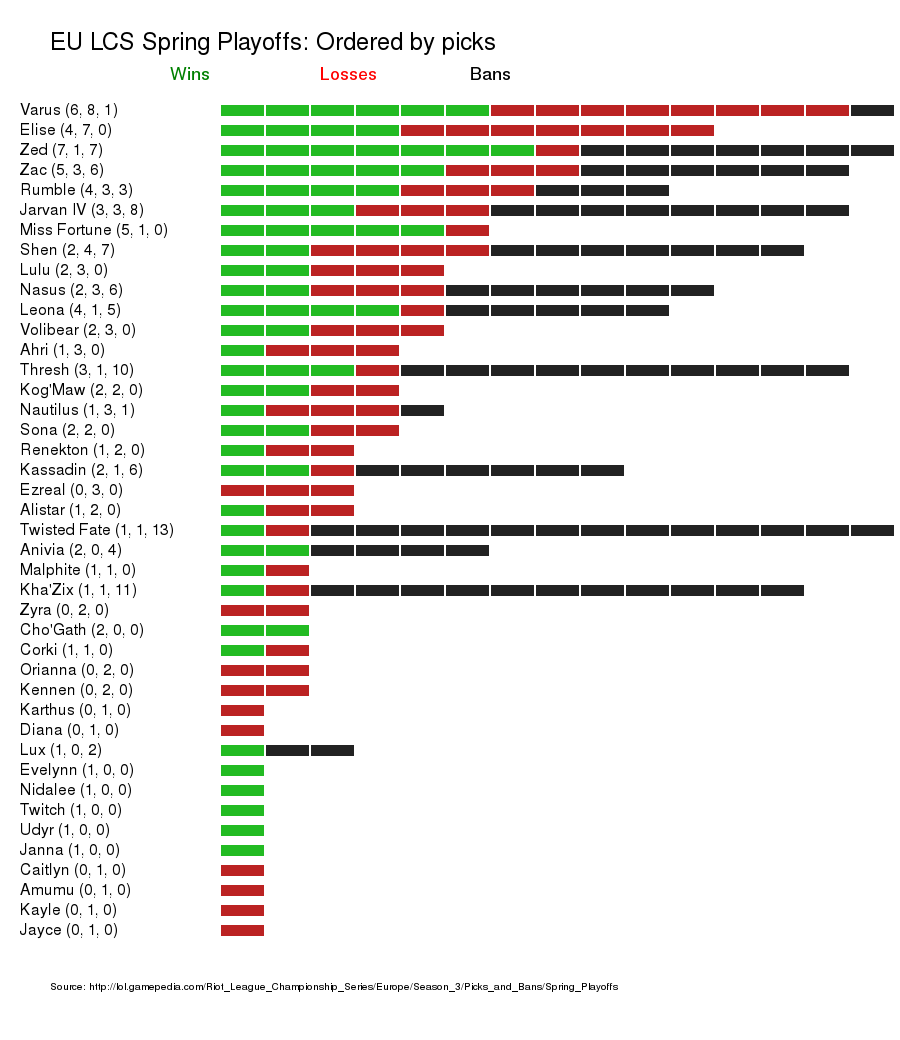 EU LCS Spring Playoffs: Ordered by picks
Wins Losses Bans
Varus (6, 8, 1)
Elise (4, 7, 0)
Zed (7, 1, 7)
Zac (5, 3, 6)
Rumble (4, 3, 3)
Jarvan IV (3, 3, 8)
Miss Fortune (5, 1, 0)
Shen (2, 4, 7)
Lulu (2, 3, 0)
Nasus (2, 3, 6)
Leona (4, 1, 5)
Volibear (2, 3, 0)
Ahri (1, 3, 0)
Thresh (3, 1, 10)
Kog'Maw (2, 2, 0)
Nautilus (1, 3, 1)
Sona (2, 2, 0)
Renekton (1, 2, 0)
Kassadin (2, 1, 6)
Ezreal (0, 3, 0)
Alistar (1, 2, 0)
Twisted Fate (1, 1, 13)
Anivia (2, 0, 4)
Malphite (1, 1, 0)
Kha'Zix (1, 1, 11)
Zyra (0, 2, 0)
Cho'Gath (2, 0, 0)
Corki (1, 1, 0)
Orianna (0, 2, 0)
Kennen (0, 2, 0)
Karthus (0, 1, 0)
Diana (0, 1, 0)
Lux (1, 0, 2)
Evelynn (1, 0, 0)
Nidalee (1, 0, 0)
Twitch (1, 0, 0)
Udyr (1, 0, 0)
Janna (1, 0, 0)
Caitlyn (0, 1, 0)
Amumu (0, 1, 0)
Kayle (0, 1, 0)
Jayce (0, 1, 0)
Source: http://lol.gamepedia.com/Riot_League_Championship_Series/Europe/Season_3/Picks_and_Bans/Spring_Playoffs